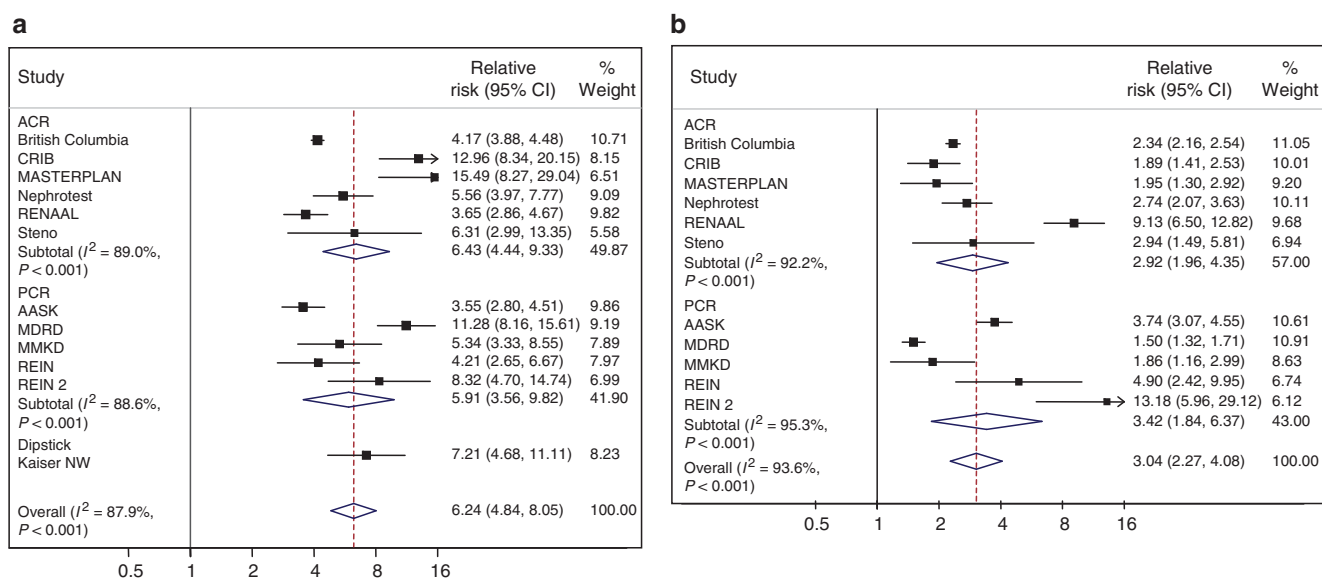 a
Study Relative risk (95% CI) % Weight
ACR
British Columbia 4.17 (3.88, 4.48) 10.71
CRIB 12.96 (8.34, 20.15) 8.15
MASTERPLAN 15.49 (8.27, 29.04) 6.51
Nephrotest 5.56 (3.97, 7.77) 9.09
RENAAL 3.65 (2.86, 4.67) 9.82
Steno 6.31 (2.99, 13.35) 5.58
Subtotal (I² = 89.0%, 6.43 (4.44, 9.33) 49.87
P < 0.001)
PCR
AASK 3.55 (2.80, 4.51) 9.86
MDRD 11.28 (8.16, 15.61) 9.19
MMKD 5.34 (3.33, 8.55) 7.89
REIN 4.21 (2.65, 6.67) 7.97
REIN 2 8.32 (4.70, 14.74) 6.99
Subtotal (I² = 88.6%, 5.91 (3.56, 9.82) 41.90
P < 0.001)
Dipstick
Kaiser NW 7.21 (4.68, 11.11) 8.23
Overall (I² = 87.9%, 6.24 (4.84, 8.05) 100.00
P < 0.001)
0.5 1 2 4 8 16
b
Study Relative risk (95% CI) % Weight
ACR
British Columbia 2.34 (2.16, 2.54) 11.05
CRIB 1.89 (1.41, 2.53) 10.01
MASTERPLAN 1.95 (1.30, 2.92) 9.20
Nephrotest 2.74 (2.07, 3.63) 10.11
RENAAL 9.13 (6.50, 12.82) 9.68
Steno 2.94 (1.49, 5.81) 6.94
Subtotal (I² = 92.2%, 2.92 (1.96, 4.35) 57.00
P < 0.001)
PCR
AASK 3.74 (3.07, 4.55) 10.61
MDRD 1.50 (1.32, 1.71) 10.91
MMKD 1.86 (1.16, 2.99) 8.63
REIN 4.90 (2.42, 9.95) 6.74
REIN 2 13.18 (5.96, 29.12) 6.12
Subtotal (I² = 95.3%, 3.42 (1.84, 6.37) 43.00
P < 0.001)
Overall (I² = 93.6%, 3.04 (2.27, 4.08) 100.00
P < 0.001)
0.5 1 2 4 8 16